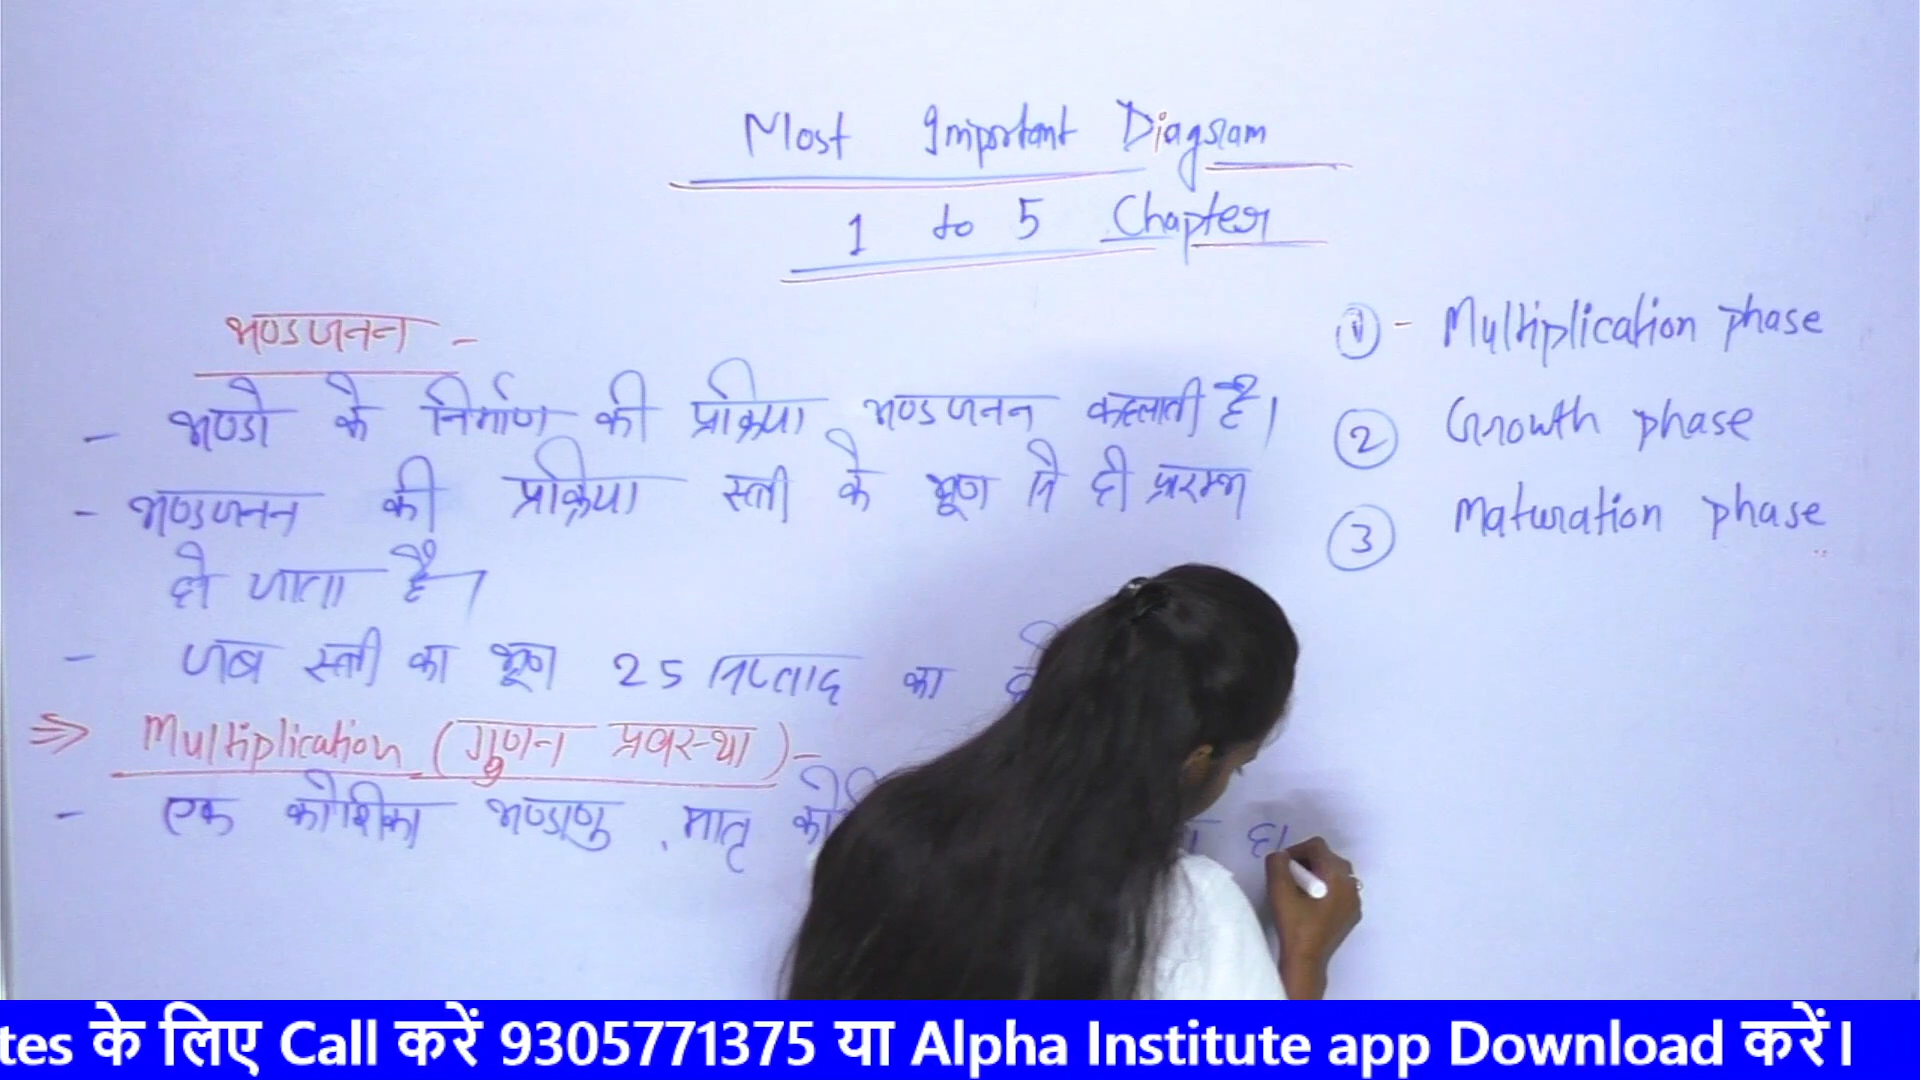 Most Important Diagram
1 to 5 Chapter
अण्डजनन -
- अण्डो के निर्माण की प्रक्रिया अण्डजनन कहलाती है।
- अण्डजनन की प्रक्रिया स्त्री के भ्रूण से ही प्रारम्भ
हो जाता है।
- जब स्त्री का भ्रूण 25 सप्ताह का
⇒ Multiplication (गुणन प्रावस्था) -
- एक कोशिका अण्डाणु मातृ
① - Multiplication phase
② Growth phase
③ Maturation phase
tes के लिए Call करें 9305771375 या Alpha Institute app Download करें।